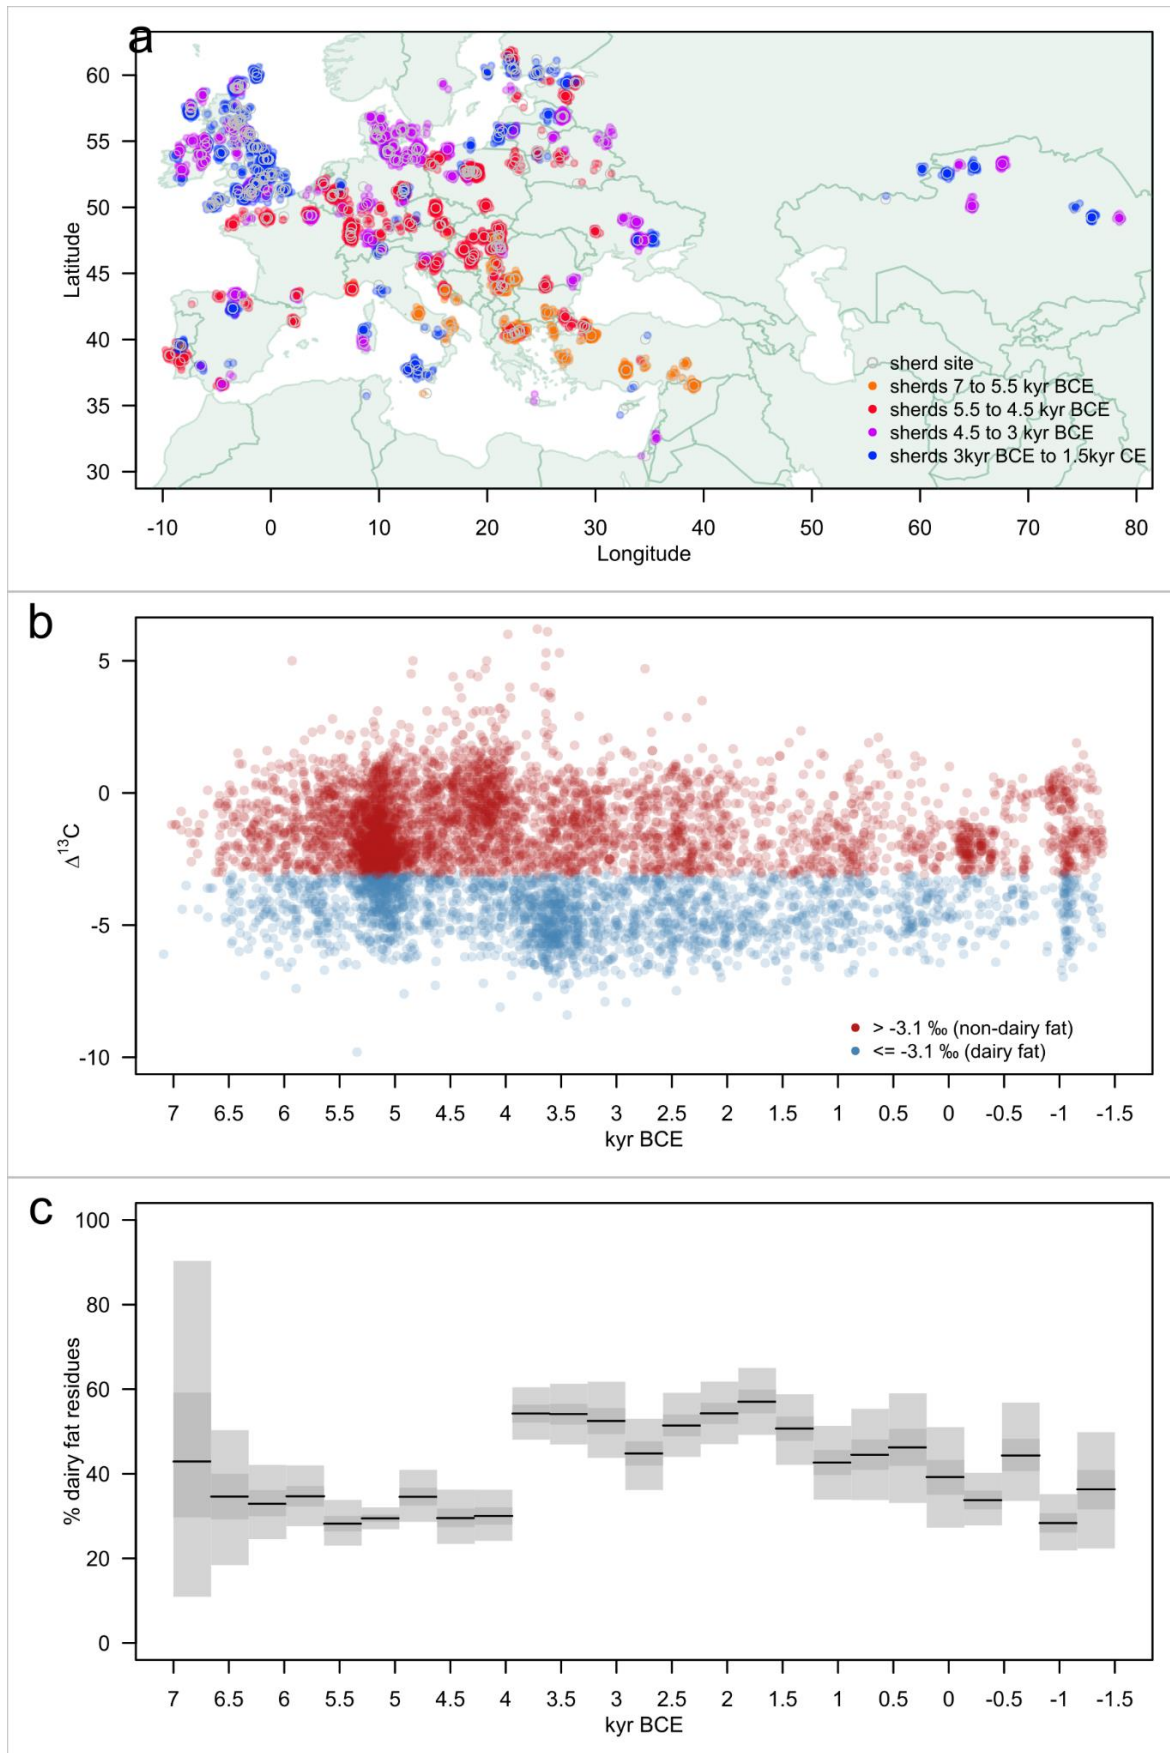 a
60
55
50
45
40
35
30
Latitude
sherd site
sherds 7 to 5.5 kyr BCE
sherds 5.5 to 4.5 kyr BCE
sherds 4.5 to 3 kyr BCE
sherds 3kyr BCE to 1.5kyr CE
-10 0 10 20 30 40 50 60 70 80
Longitude
b
5
0
-5
-10
Δ¹³C
> -3.1 ‰ (non-dairy fat)
<= -3.1 ‰ (dairy fat)
7 6.5 6 5.5 5 4.5 4 3.5 3 2.5 2 1.5 1 0.5 0 -0.5 -1 -1.5
kyr BCE
c
100
80
60
40
20
0
% dairy fat residues
7 6.5 6 5.5 5 4.5 4 3.5 3 2.5 2 1.5 1 0.5 0 -0.5 -1 -1.5
kyr BCE